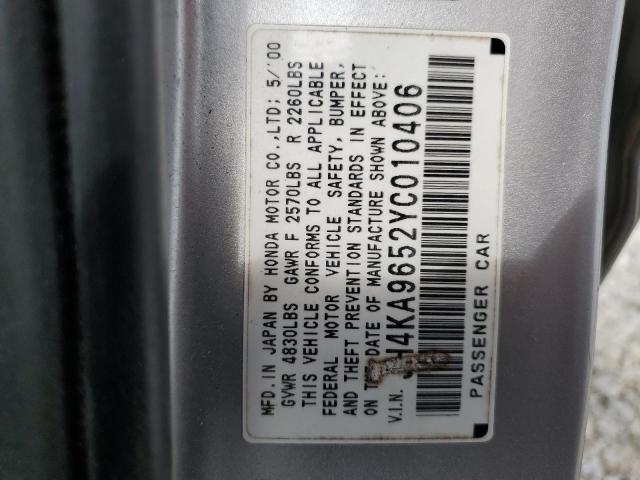 MFD. IN JAPAN BY HONDA MOTOR CO.,LTD; 5/'00
GVWR 4830LBS GAWR F 2570LBS R 2260LBS
THIS VEHICLE CONFORMS TO ALL APPLICABLE
FEDERAL MOTOR VEHICLE SAFETY, BUMPER,
AND THEFT PREVENTION STANDARDS IN EFFECT
ON THE DATE OF MANUFACTURE SHOWN ABOVE:
V.I.N. JH4KA9652YC010406
PASSENGER CAR